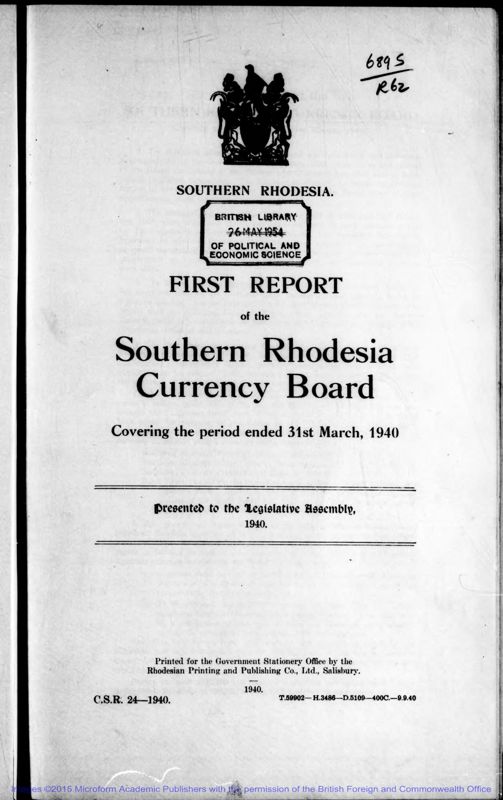 6895
R62
SOUTHERN RHODESIA.
BRITISH LIBRARY
26 MAY 1954
OF POLITICAL AND
ECONOMIC SCIENCE
FIRST REPORT
of the
Southern Rhodesia
Currency Board
Covering the period ended 31st March, 1940
Presented to the Legislative Assembly,
1940.
Printed for the Government Stationery Office by the
Rhodesian Printing and Publishing Co., Ltd., Salisbury.
1940.
C.S.R. 24—1940.
T.59902—H.3486—D.5109—400C.—9.9.40
Images ©2015 Microform Academic Publishers with the permission of the British Foreign and Commonwealth Office